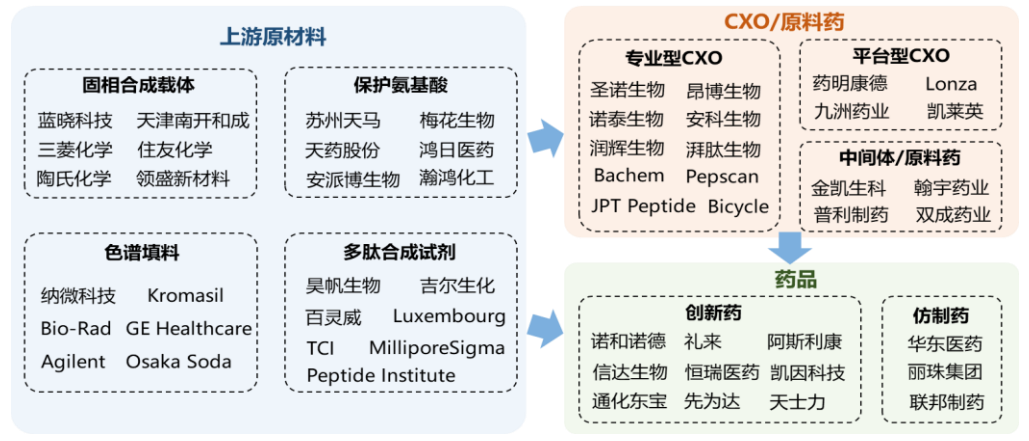 上游原材料
固相合成载体
蓝晓科技 天津南开和成
三菱化学 住友化学
陶氏化学 领盛新材料
保护氨基酸
苏州天马 梅花生物
天药股份 鸿日医药
安派博生物 瀚鸿化工
色谱填料
纳微科技 Kromasil
Bio-Rad GE Healthcare
Agilent Osaka Soda
多肽合成试剂
昊帆生物 吉尔生化
百灵威 Luxembourg
TCI MilliporeSigma
Peptide Institute
CXO/原料药
专业型CXO
圣诺生物 昂博生物
诺泰生物 安科生物
润辉生物 湃肽生物
Bachem Pepscan
JPT Peptide Bicycle
平台型CXO
药明康德 Lonza
九洲药业 凯莱英
中间体/原料药
金凯生科 翰宇药业
普利制药 双成药业
药品
创新药
诺和诺德 礼来 阿斯利康
信达生物 恒瑞医药 凯因科技
通化东宝 先为达 天士力
仿制药
华东医药
丽珠集团
联邦制药